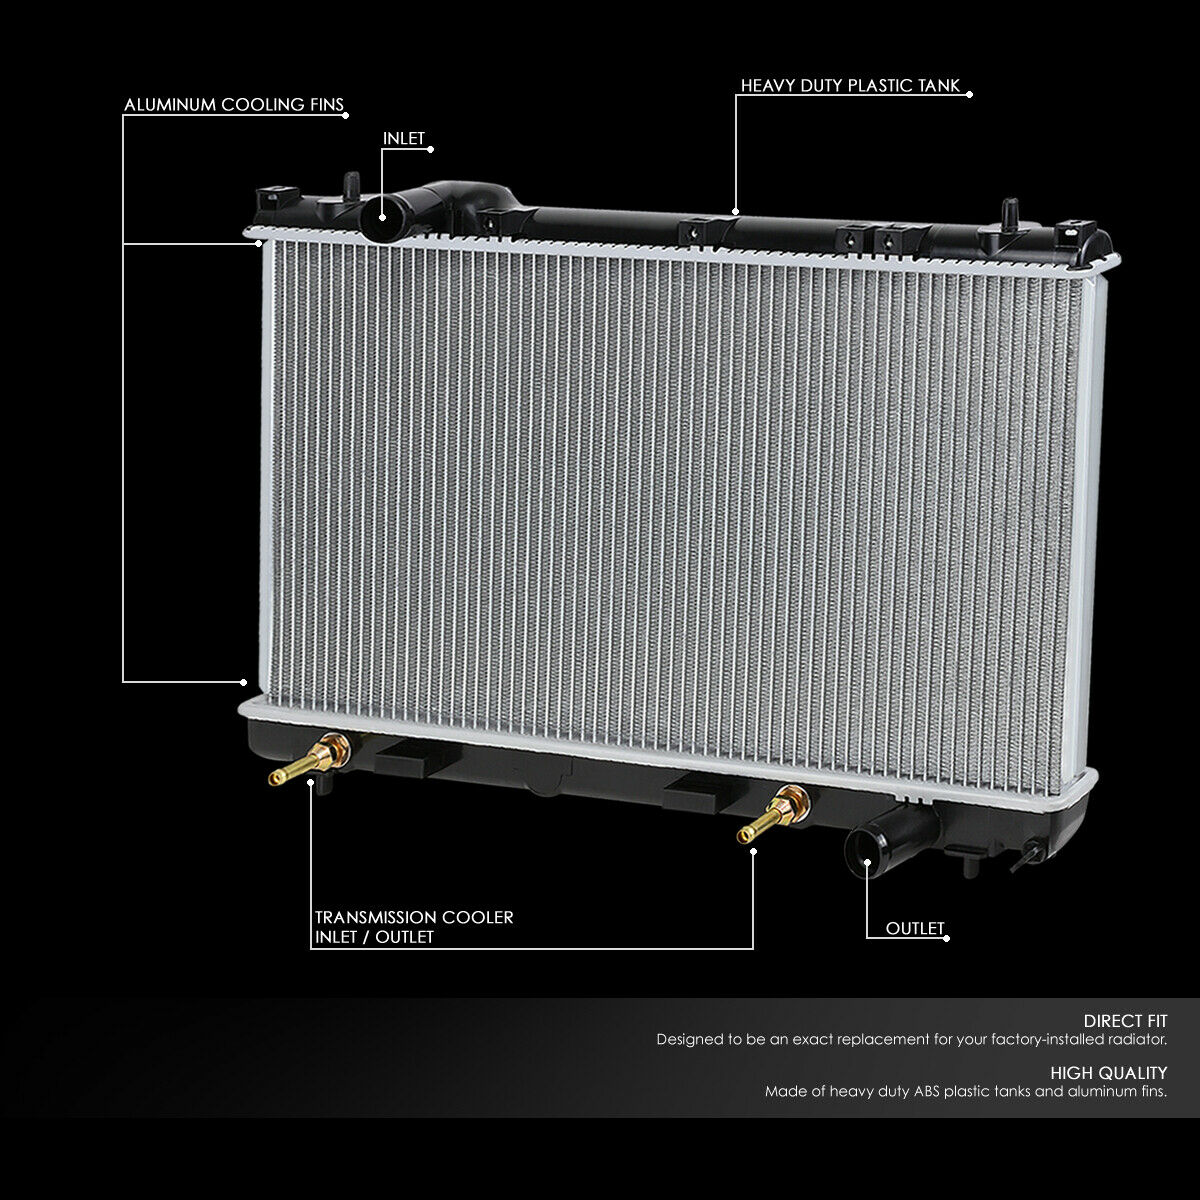 HEAVY DUTY PLASTIC TANK
ALUMINUM COOLING FINS
INLET
TRANSMISSION COOLER
INLET / OUTLET
OUTLET
DIRECT FIT
Designed to be an exact replacement for your factory-installed radiator.
HIGH QUALITY
Made of heavy duty ABS plastic tanks and aluminum fins.